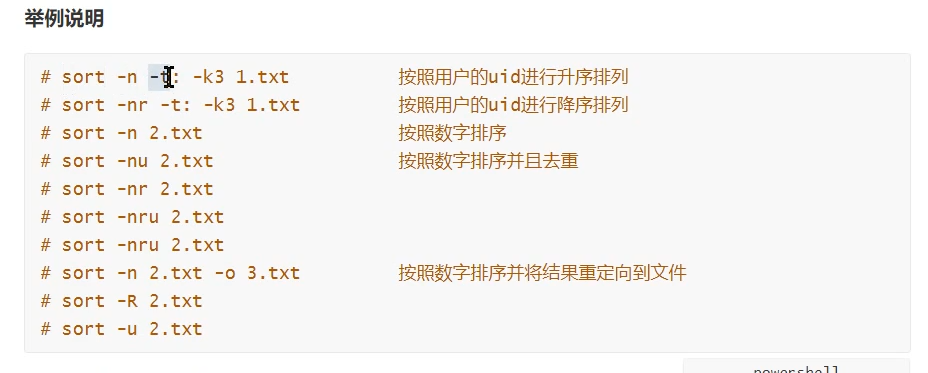 举例说明
# sort -n -t: -k3 1.txt 按照用户的uid进行升序排列
# sort -nr -t: -k3 1.txt 按照用户的uid进行降序排列
# sort -n 2.txt 按照数字排序
# sort -nu 2.txt 按照数字排序并且去重
# sort -nr 2.txt
# sort -nru 2.txt
# sort -nru 2.txt
# sort -n 2.txt -o 3.txt 按照数字排序并将结果重定向到文件
# sort -R 2.txt
# sort -u 2.txt
powershell